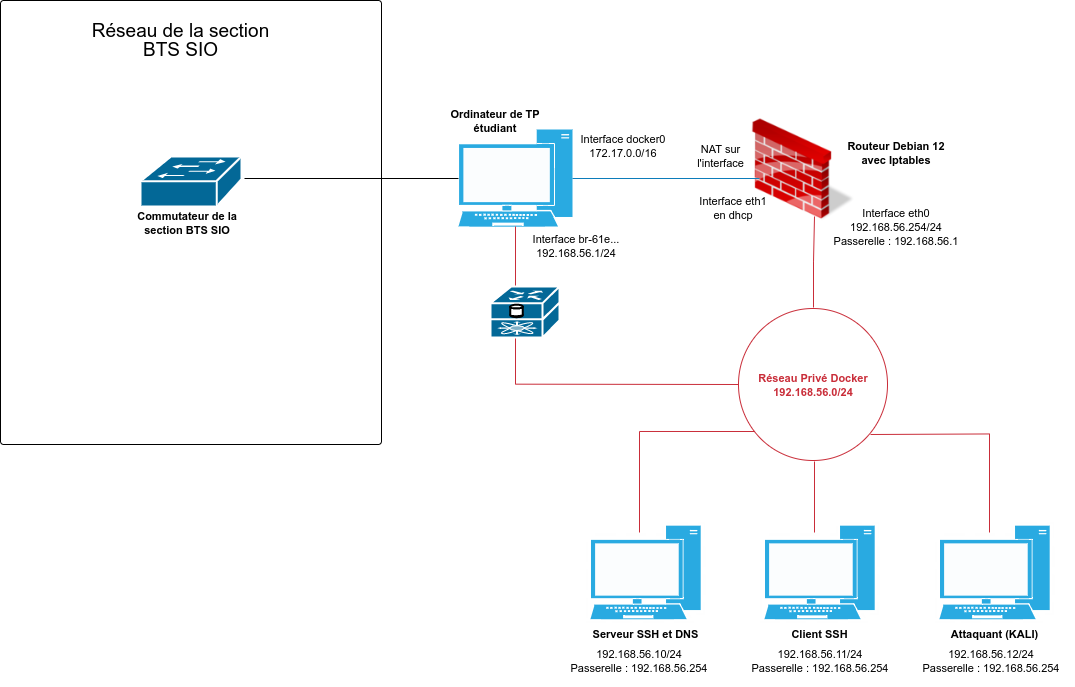 Réseau de la section
BTS SIO
Ordinateur de TP
étudiant
Interface docker0
172.17.0.0/16
NAT sur
l'interface
Routeur Debian 12
avec Iptables
Commutateur de la
section BTS SIO
Interface eth1
en dhcp
Interface eth0
192.168.56.254/24
Passerelle : 192.168.56.1
Interface br-61e...
192.168.56.1/24
Réseau Privé Docker
192.168.56.0/24
Serveur SSH et DNS
192.168.56.10/24
Passerelle : 192.168.56.254
Client SSH
192.168.56.11/24
Passerelle : 192.168.56.254
Attaquant (KALI)
192.168.56.12/24
Passerelle : 192.168.56.254